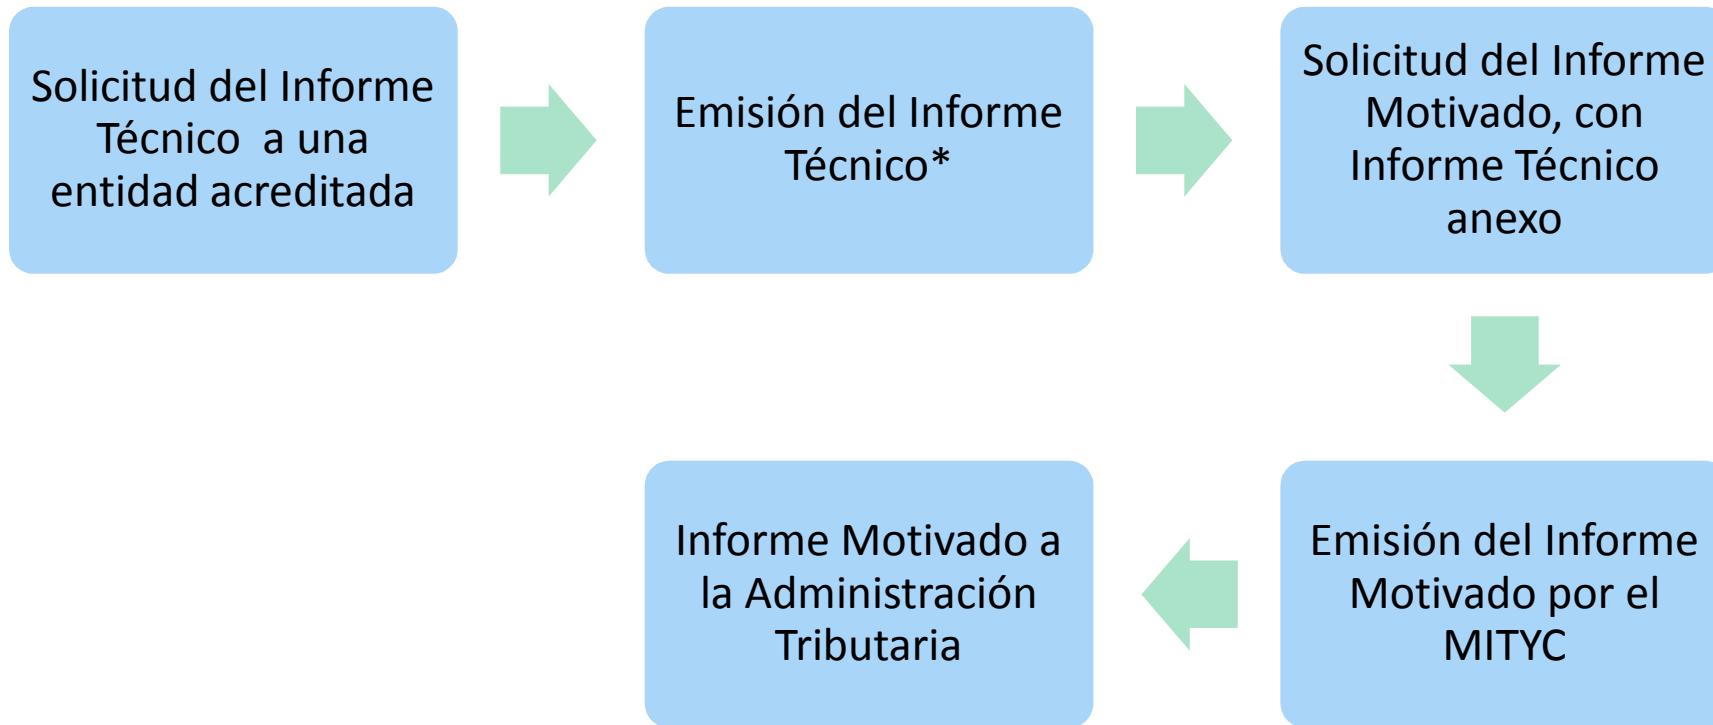 Solicitud del Informe
Técnico a una
entidad acreditada
Emisión del Informe
Técnico*
Solicitud del Informe
Motivado, con
Informe Técnico
anexo
Emisión del Informe
Motivado por el
MITYC
Informe Motivado a
la Administración
Tributaria